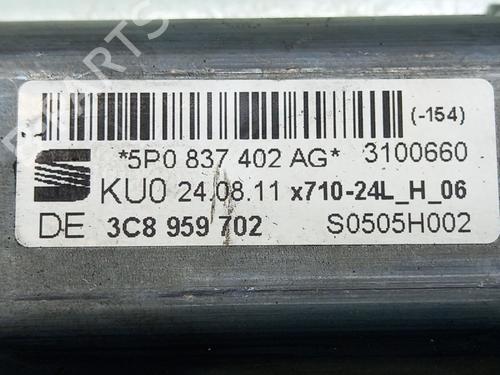 (-154)
*5P0 837 402 AG* 3100660
KU0 24.08.11 x710-24L_H_06
DE 3C8 959 702 S0505H002